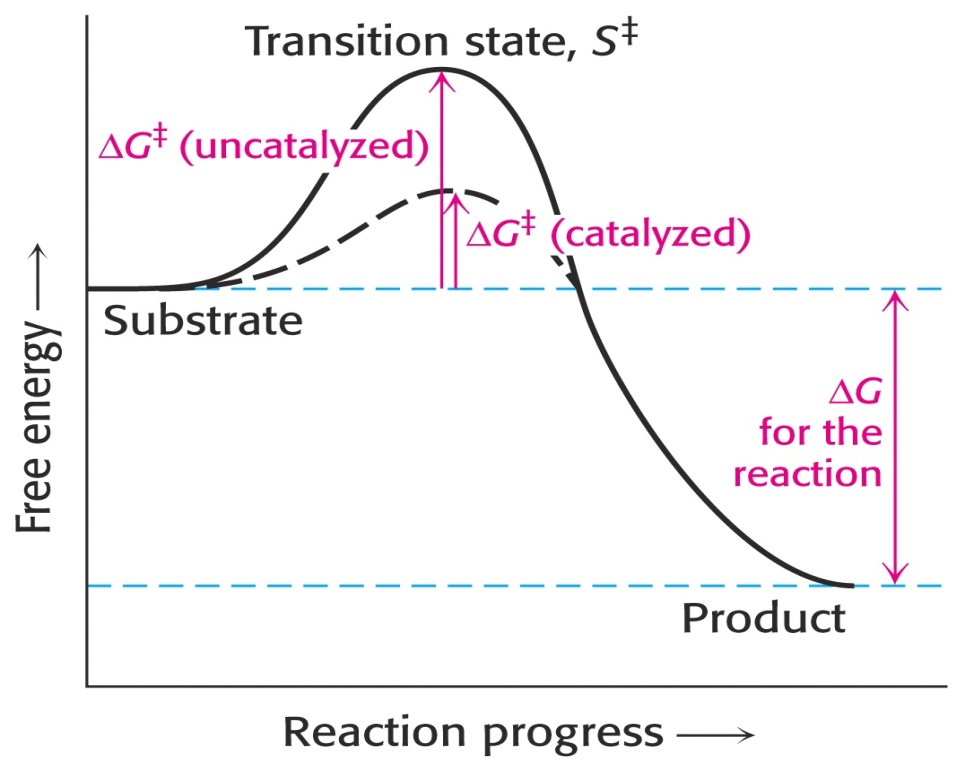 Transition state, S‡
ΔG‡ (uncatalyzed)
ΔG‡ (catalyzed)
Substrate
Free energy
ΔG
for the
reaction
Product
Reaction progress